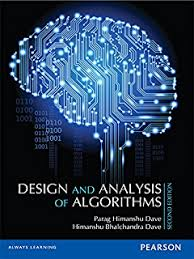 DESIGN AND ANALYSIS
OF ALGORITHMS
SECOND EDITION
Parag Himanshu Dave
Himanshu Bhalchandra Dave
ALWAYS LEARNING
PEARSON